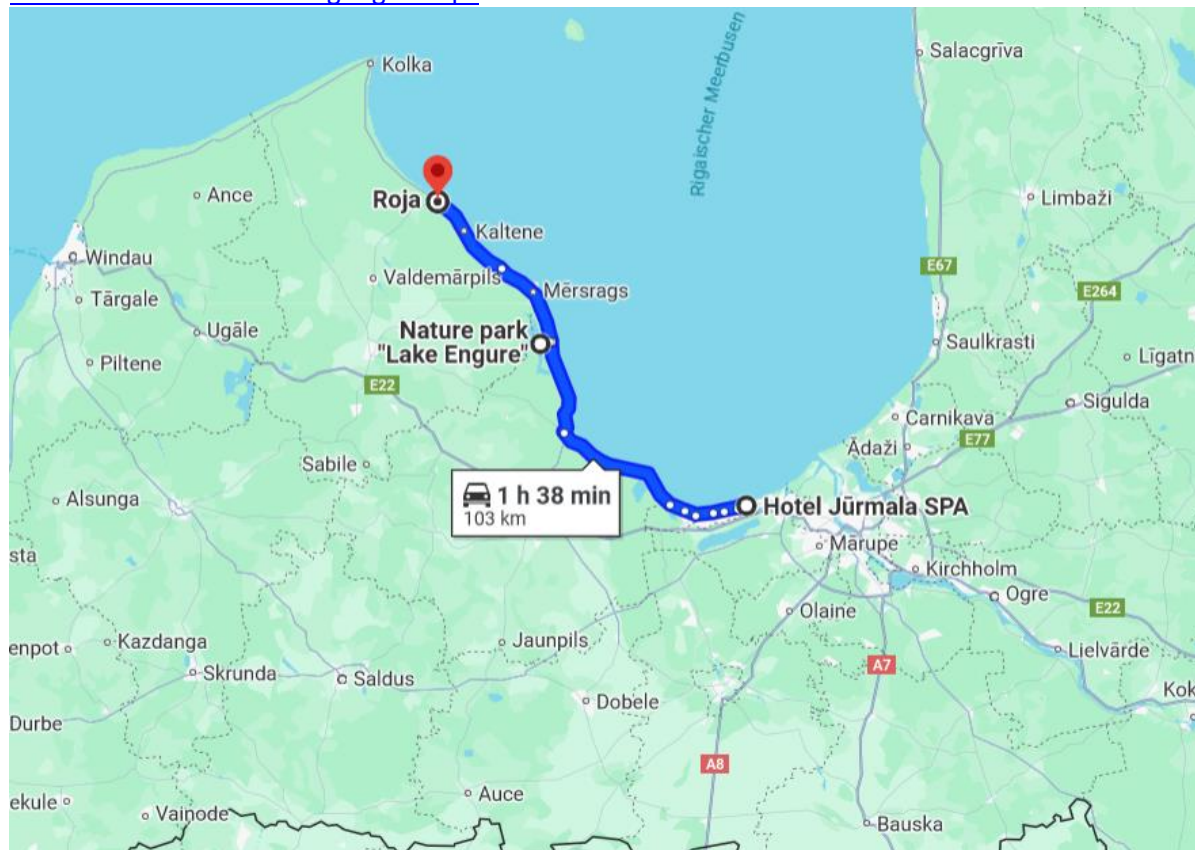 Kolka
Salacgrīva
Rigaischer Meerbusen
Roja
Ance
Limbaži
Kaltene
Windau
Valdemārpils
E67
Mērsrags
E264
Tārgale
Nature park
"Lake Engure"
Ugāle
Saulkrasti
Piltene
Līgatn
E22
Sigulda
Carnikava
E77
Ādaži
Sabile
1 h 38 min
103 km
Alsunga
Hotel Jūrmala SPA
Mārupe
sta
Kirchholm
Ogre
Olaine
E22
Kazdanga
Jaunpils
enpot
Lielvārde
A7
Skrunda
Saldus
Kok
Dobele
Durbe
A8
Auce
ekule
Vaiņode
Bauska